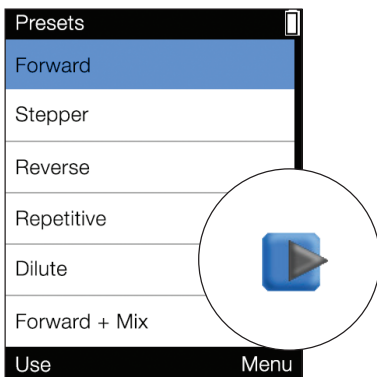 Presets
Forward
Stepper
Reverse
Repetitive
Dilute
Forward + Mix
Use Menu